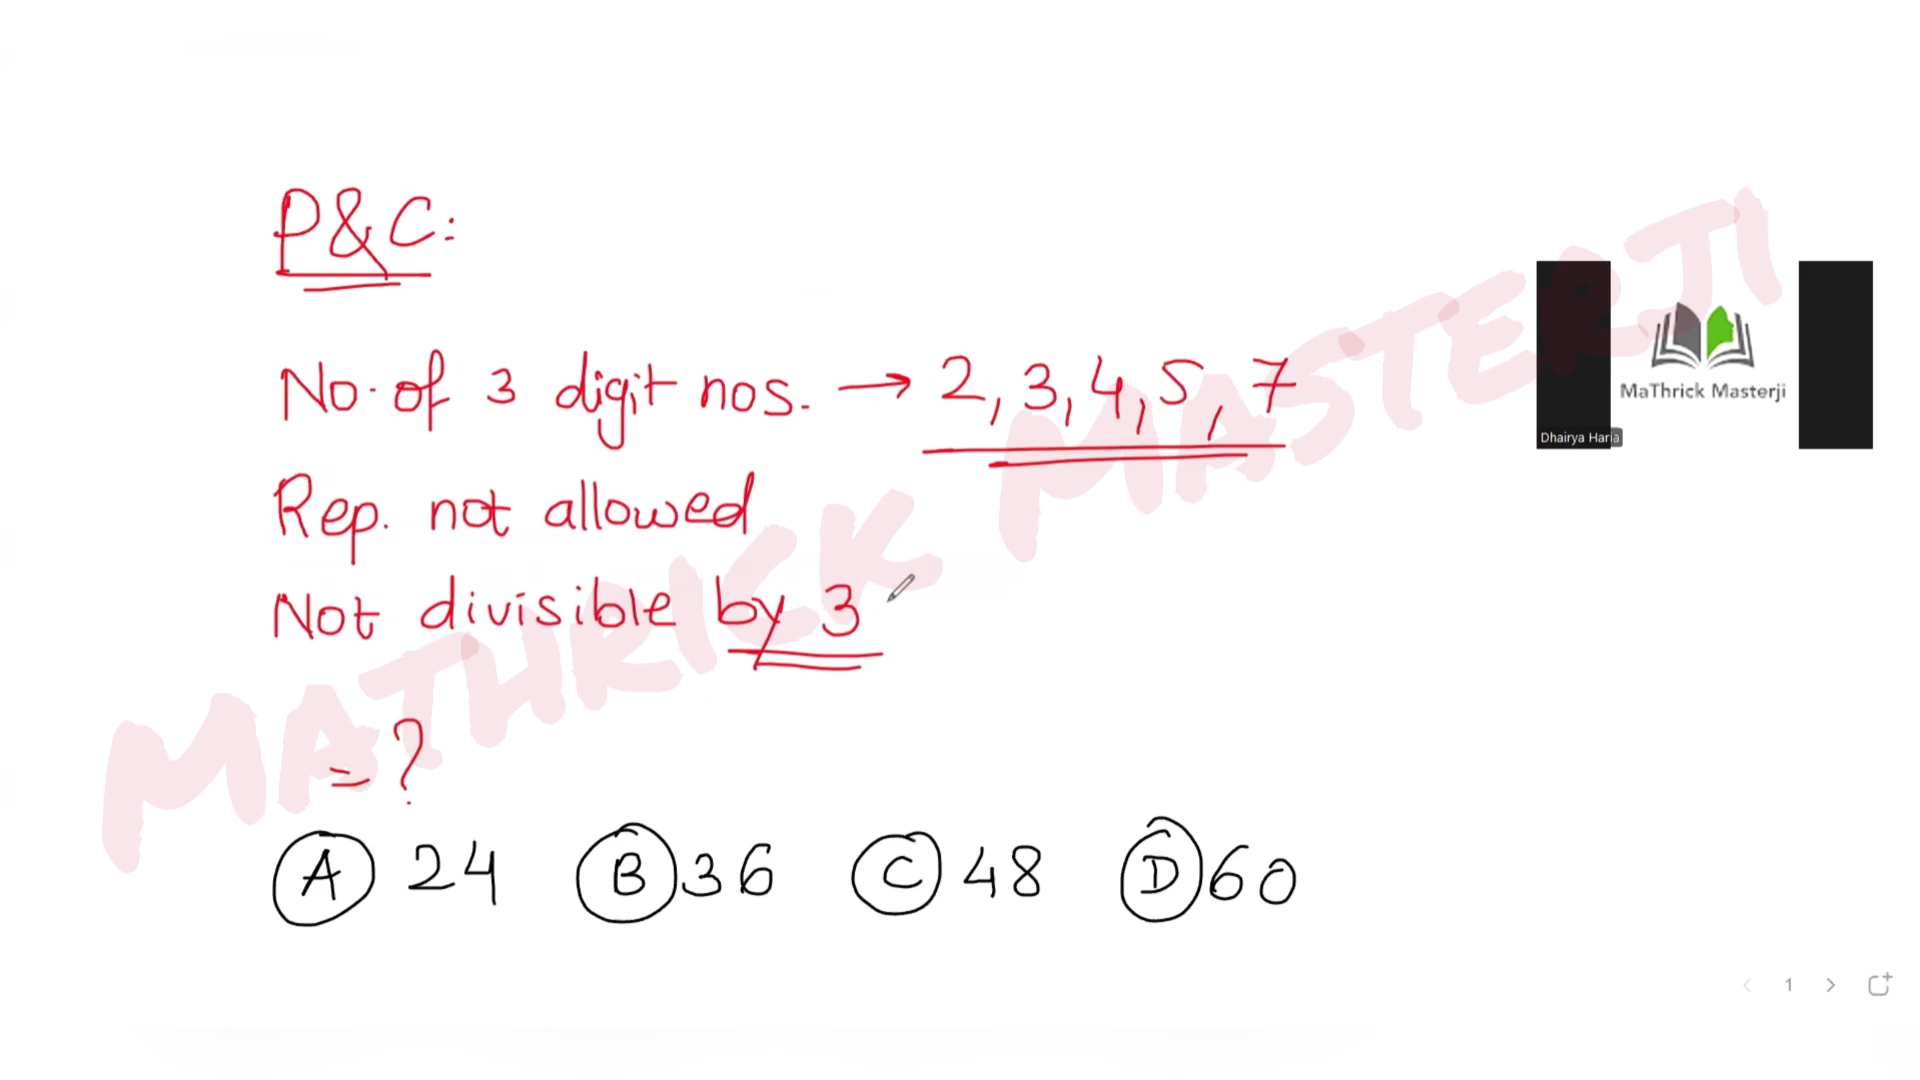 P&C:
No. of 3 digit nos. → 2, 3, 4, 5, 7
Rep. not allowed
Not divisible by 3
= ?
A 24 B 36 C 48 D 60
MATHRICK MASTERJI
MaThrick Masterji
Dhairya Haria
1